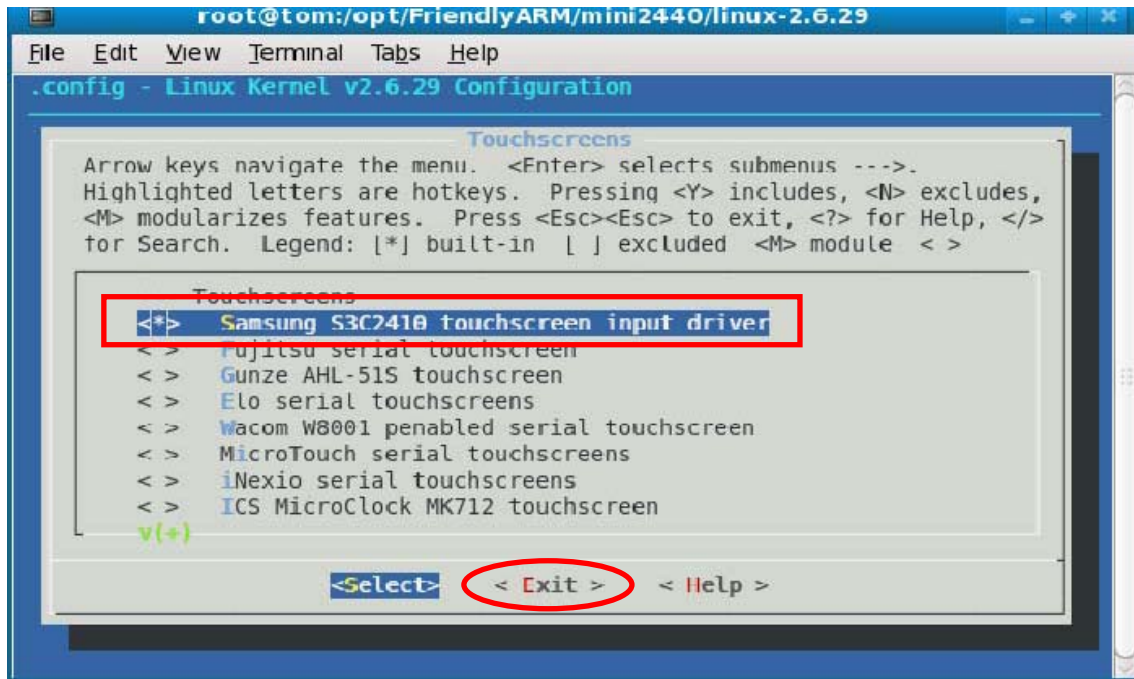 root@tom:/opt/FriendlyARM/mini2440/linux-2.6.29
File Edit View Terminal Tabs Help
.config - Linux Kernel v2.6.29 Configuration
Touchscreens
Arrow keys navigate the menu. <Enter> selects submenus --->.
Highlighted letters are hotkeys. Pressing <Y> includes, <N> excludes,
<M> modularizes features. Press <Esc><Esc> to exit, <?> for Help, </>
for Search. Legend: [*] built-in [ ] excluded <M> module < >
Touchscreens
<*> Samsung S3C2410 touchscreen input driver
< > Fujitsu serial touchscreen
< > Gunze AHL-51S touchscreen
< > Elo serial touchscreens
< > Wacom W8001 penabled serial touchscreen
< > MicroTouch serial touchscreens
< > iNexio serial touchscreens
< > ICS MicroClock MK712 touchscreen
v(+)
<Select> < Exit > < Help >